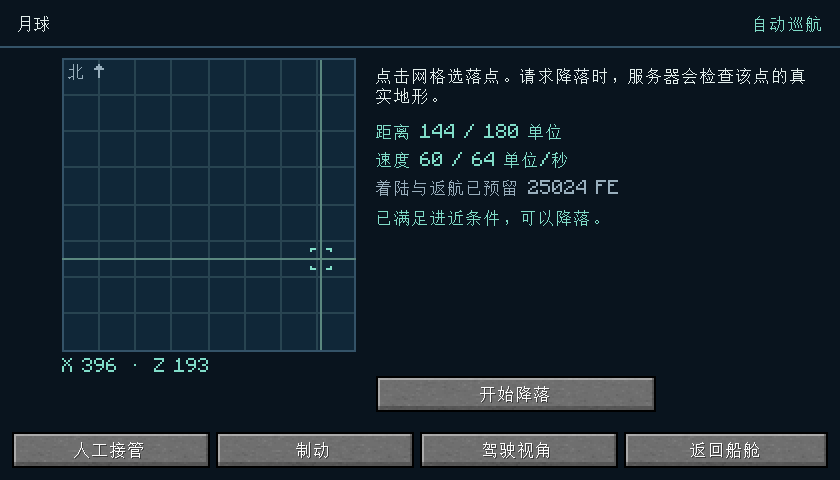 月球
自动巡航
北
点击网格选落点。请求降落时，服务器会检查该点的真
实地形。
距离 144 / 180 单位
速度 60 / 64 单位/秒
着陆与返航已预留 25024 FE
已满足进近条件，可以降落。
X 396 · Z 193
开始降落
人工接管
制动
驾驶视角
返回船舱